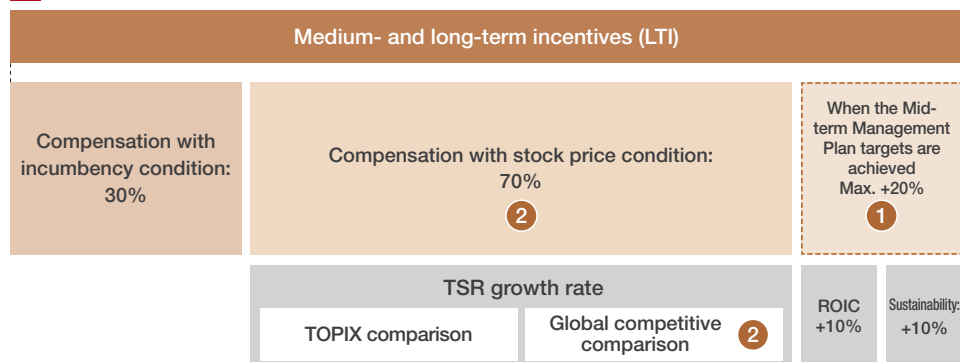 Medium- and long-term incentives (LTI)
Compensation with
incumbency condition:
30%
Compensation with stock price condition:
70%
2
When the Mid-
term Management
Plan targets are
achieved
Max. +20%
1
TSR growth rate
TOPIX comparison
Global competitive
comparison
2
ROIC
+10%
Sustainability:
+10%